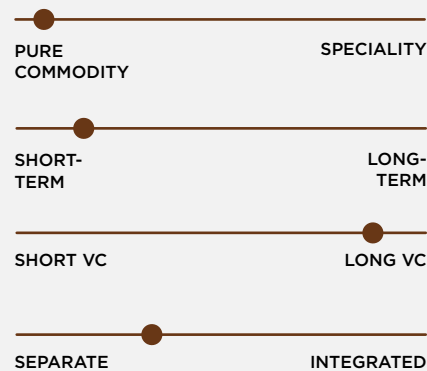 PURE SPECIALITY
COMMODITY
SHORT- LONG-
TERM TERM
SHORT VC LONG VC
SEPARATE INTEGRATED